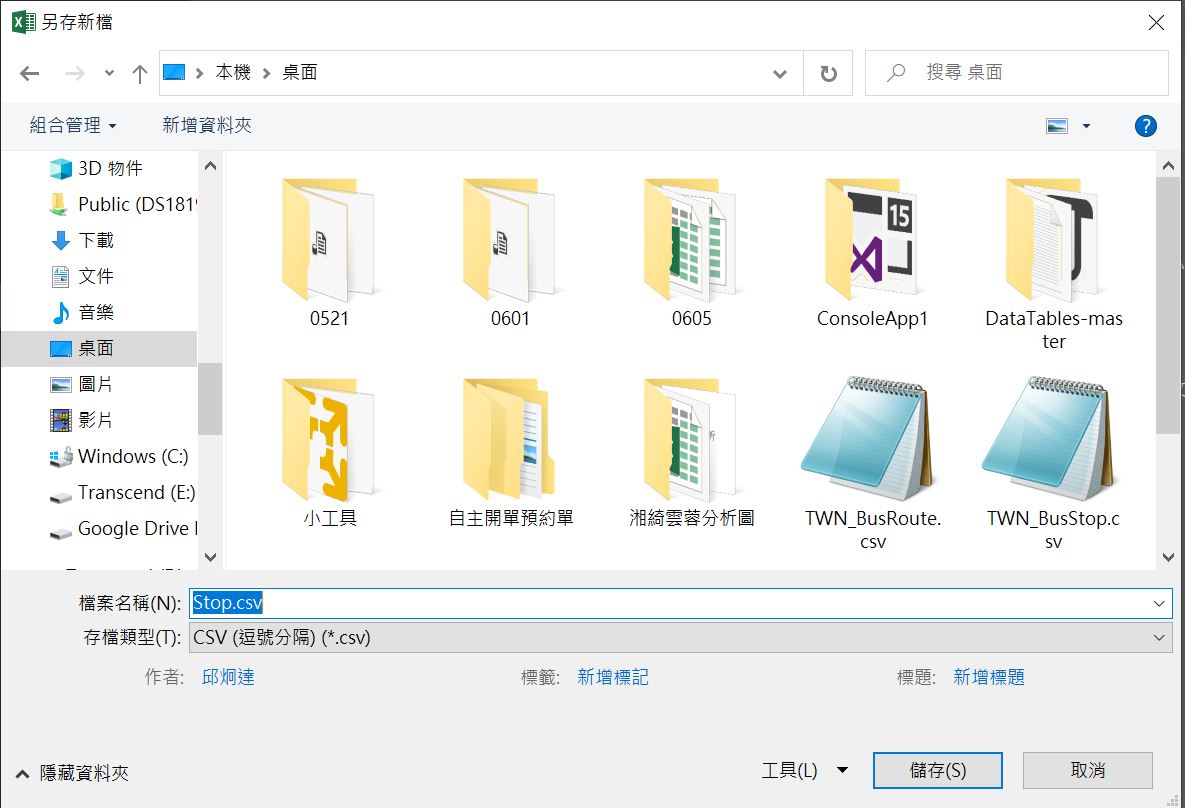 另存新檔
本機 桌面
搜尋 桌面
組合管理 新增資料夾
3D 物件
Public (DS1819
下載
文件
音樂
桌面
圖片
影片
Windows (C:)
Transcend (E:)
Google Drive
0521
0601
0605
ConsoleApp1
DataTables-mas
ter
15
小工具
自主開單預約單
湘綺雲蓉分析圖
TWN_BusRoute.
csv
TWN_BusStop.c
sv
檔案名稱(N): Stop.csv
存檔類型(T): CSV (逗號分隔) (*.csv)
作者: 邱炯達 標籤: 新增標記 標題: 新增標題
隱藏資料夾 工具(L) 儲存(S) 取消